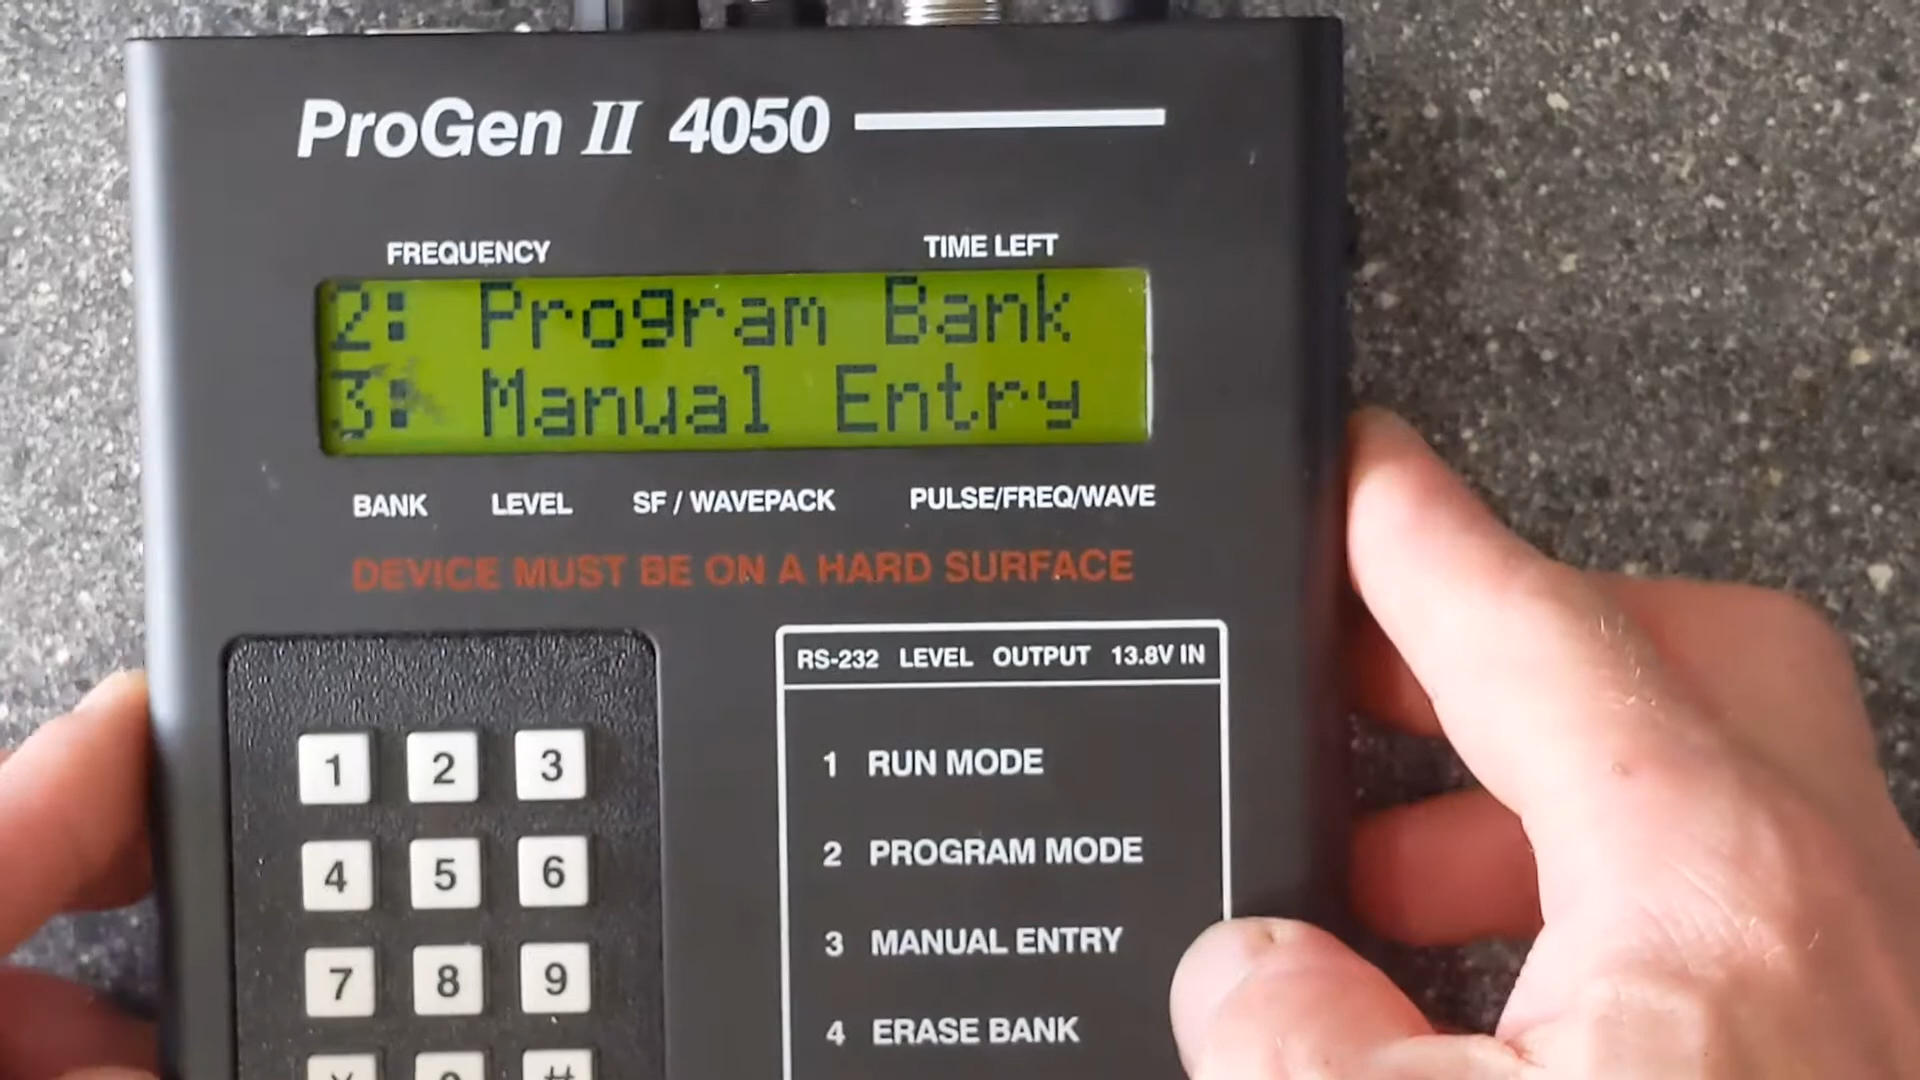 ProGen II 4050
FREQUENCY TIME LEFT
2: Program Bank
3: Manual Entry
BANK LEVEL SF / WAVEPACK PULSE/FREQ/WAVE
DEVICE MUST BE ON A HARD SURFACE
RS-232 LEVEL OUTPUT 13.8V IN
1 RUN MODE
2 PROGRAM MODE
3 MANUAL ENTRY
4 ERASE BANK
1 2 3
4 5 6
7 8 9